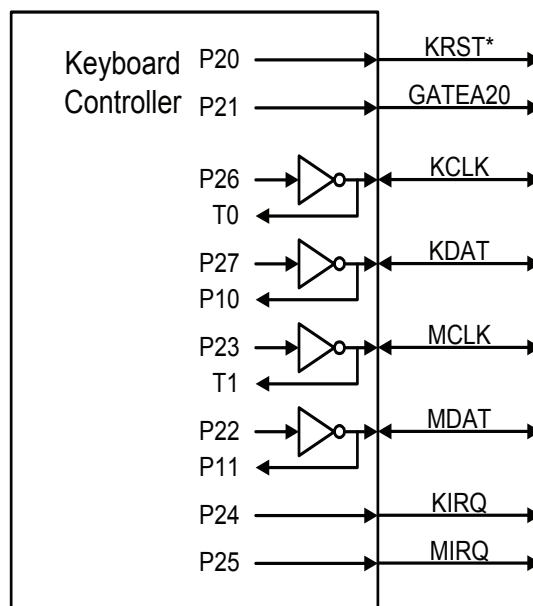 Keyboard
Controller
P20
KRST*
P21
GATEA20
P26
KCLK
T0
P27
KDAT
P10
P23
MCLK
T1
P22
MDAT
P11
P24
KIRQ
P25
MIRQ